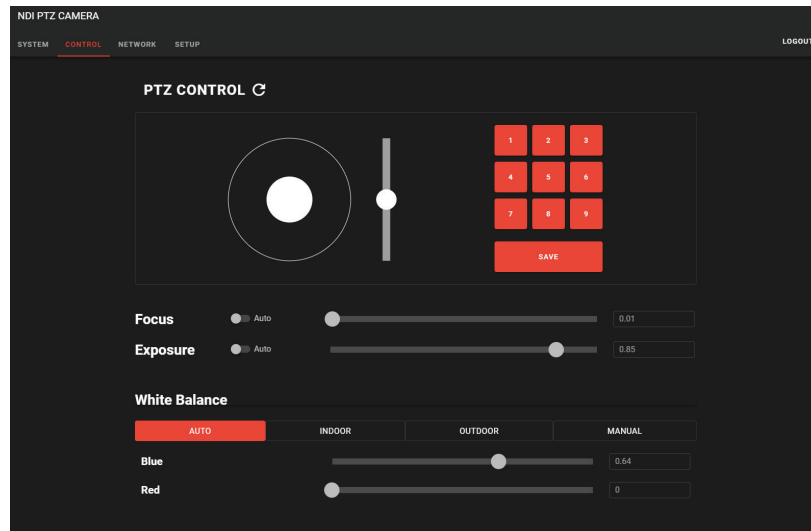 NDI PTZ CAMERA
SYSTEM CONTROL NETWORK SETUP LOGOUT
PTZ CONTROL
1 2 3
4 5 6
7 8 9
SAVE
Focus Auto 0.01
Exposure Auto 0.85
White Balance
AUTO INDOOR OUTDOOR MANUAL
Blue 0.64
Red 0